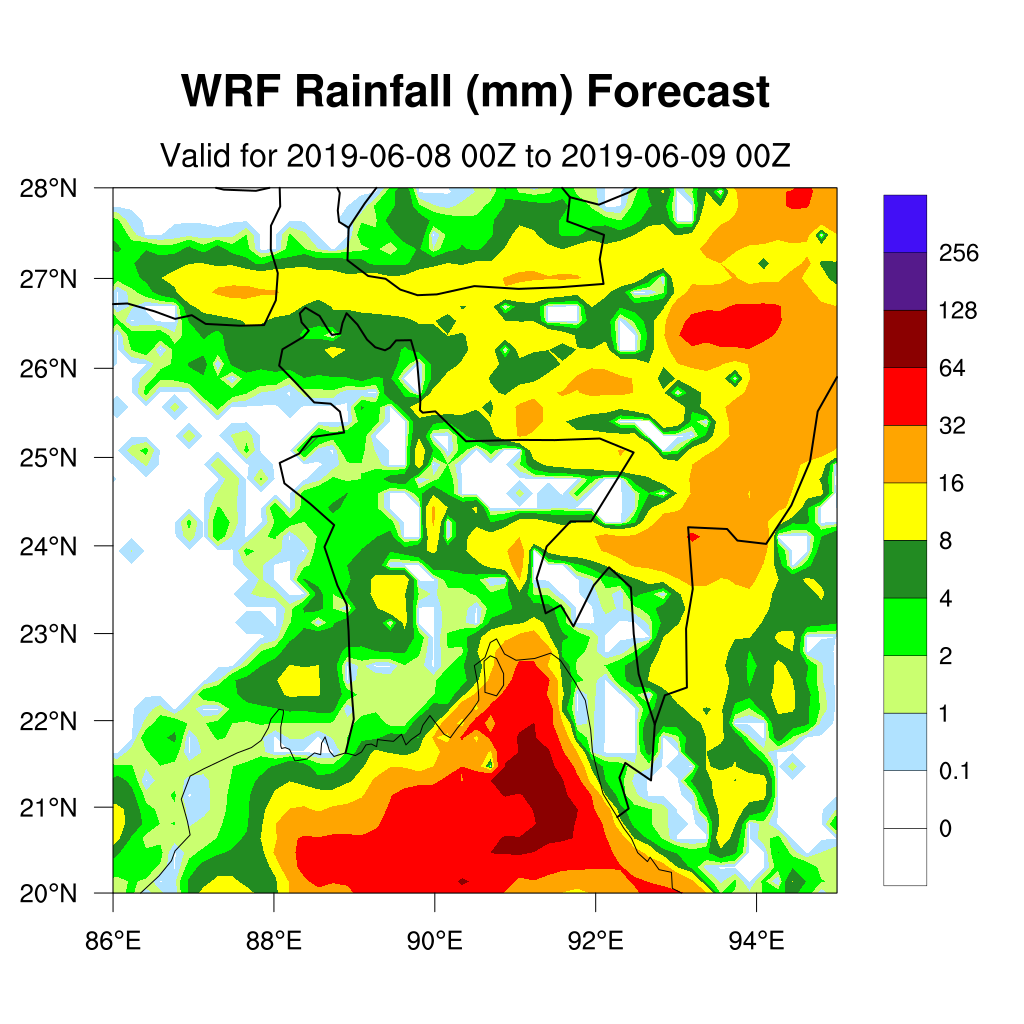 WRF Rainfall (mm) Forecast
Valid for 2019-06-08 00Z to 2019-06-09 00Z
28°N
27°N
26°N
25°N
24°N
23°N
22°N
21°N
20°N
86°E 88°E 90°E 92°E 94°E
256
128
64
32
16
8
4
2
1
0.1
0